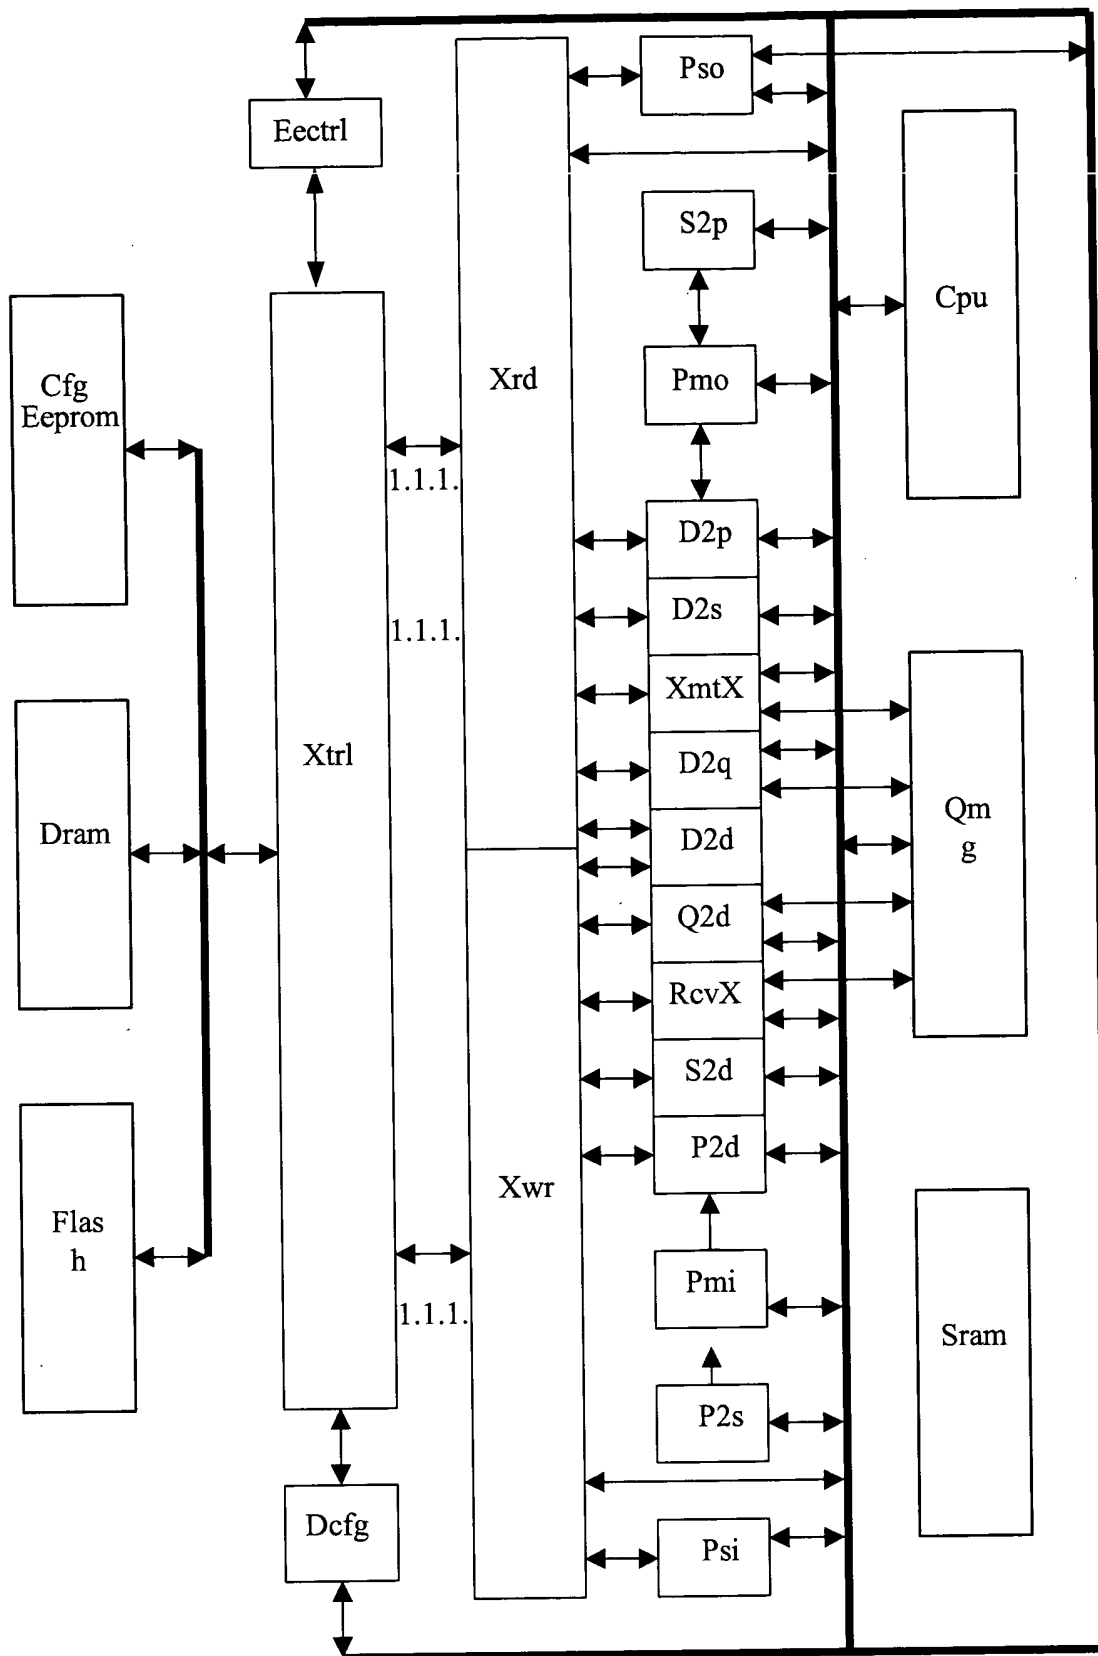 Pso
Eectrl
S2p
Cpu
Cfg
Eeprom
Xrd
Pmo
1.1.1.
D2p
D2s
1.1.1.
XmtX
Xtrl
D2q
Dram
D2d
Qm
g
Q2d
RcvX
S2d
P2d
Xwr
Flas
h
Pmi
1.1.1.
Sram
P2s
Dcfg
Psi